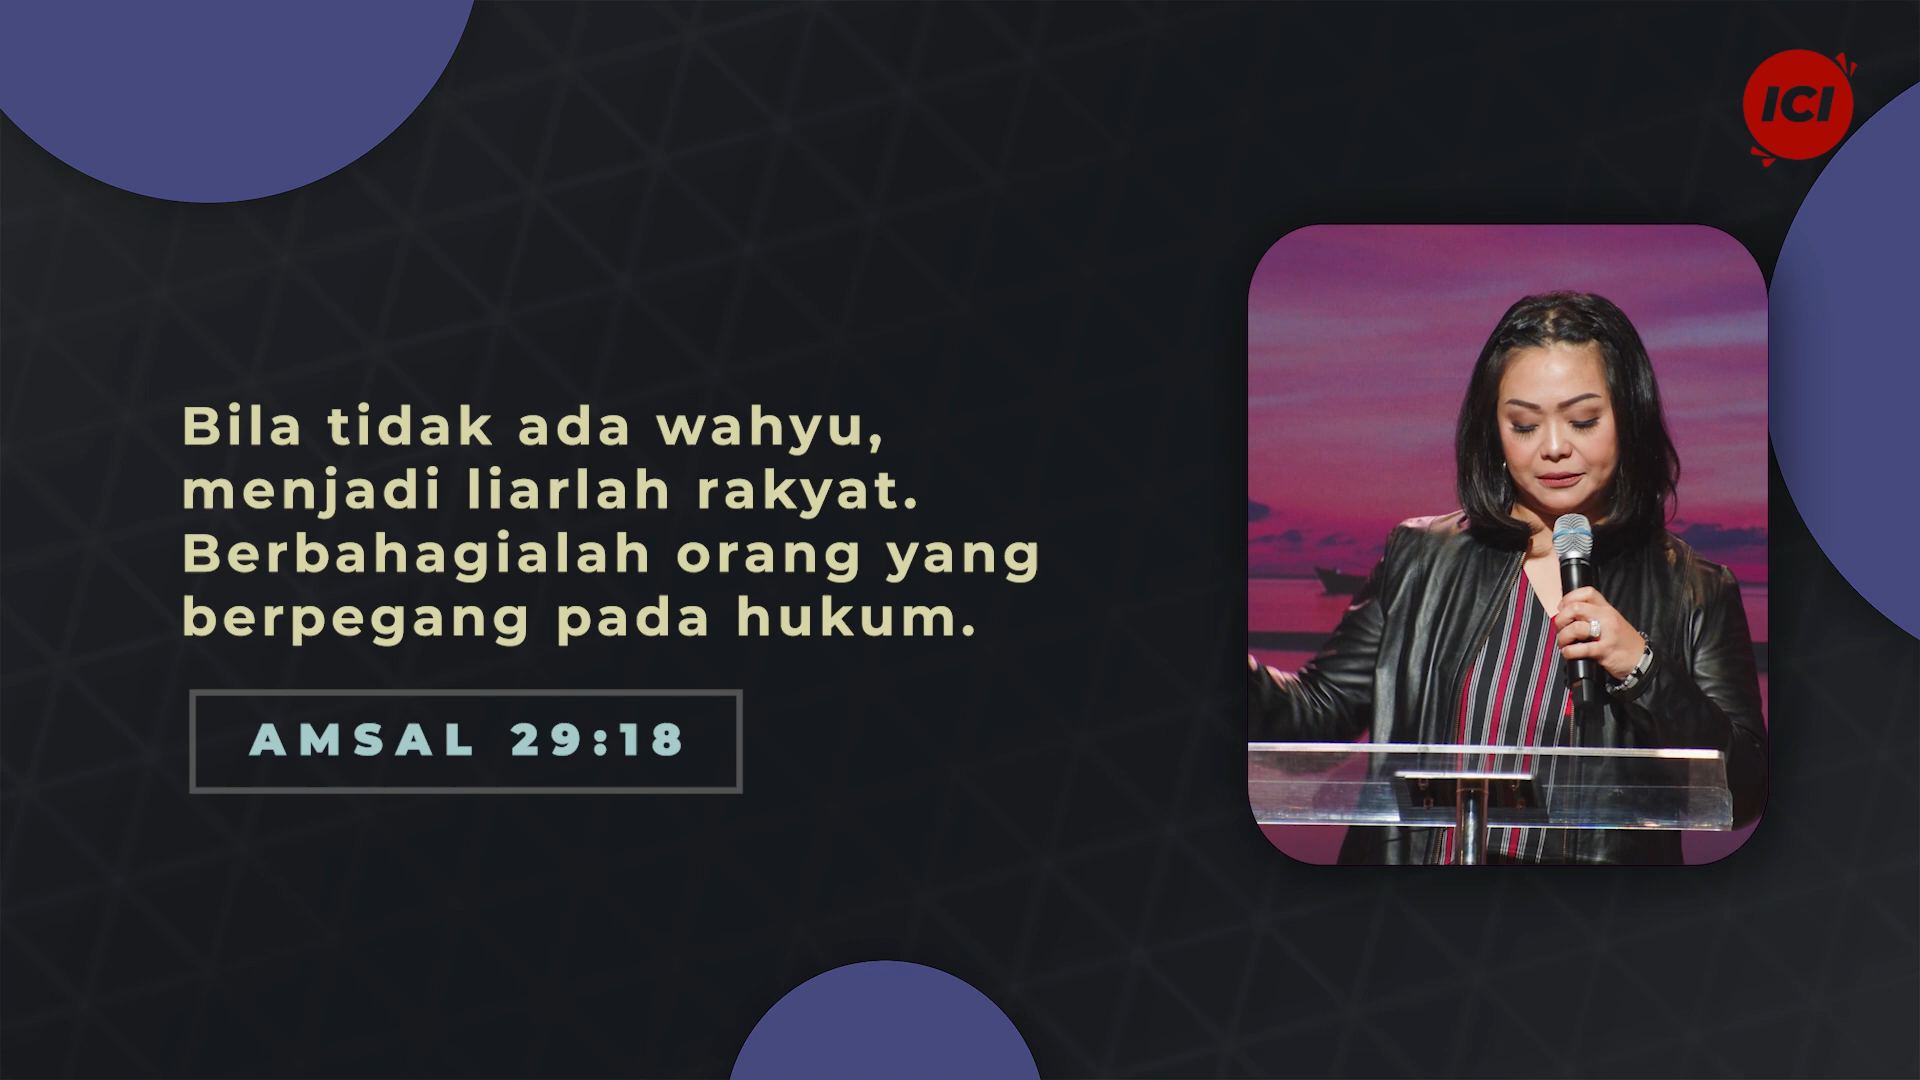 ICI
Bila tidak ada wahyu,
menjadi liarlah rakyat.
Berbahagialah orang yang
berpegang pada hukum.
AMSAL 29:18